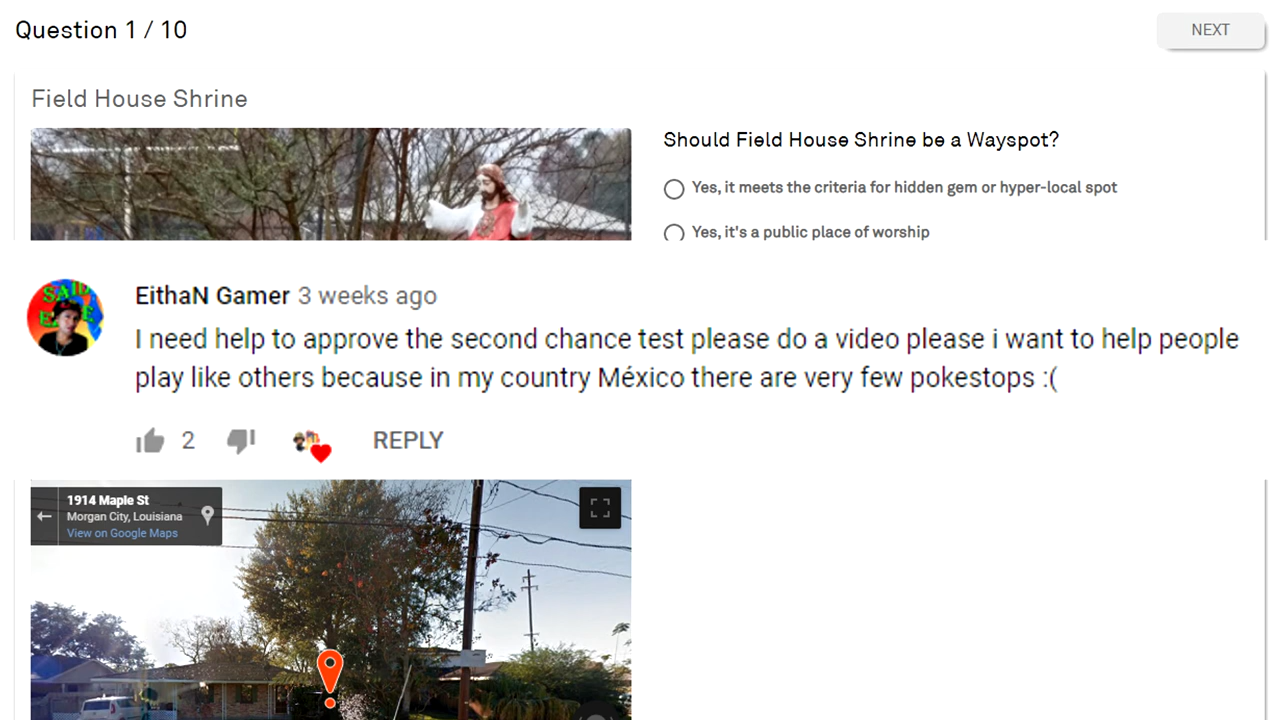 Question 1 / 10
NEXT
Field House Shrine
Should Field House Shrine be a Wayspot?
Yes, it meets the criteria for hidden gem or hyper-local spot
Yes, it's a public place of worship
EithaN Gamer 3 weeks ago
I need help to approve the second chance test please do a video please i want to help people
play like others because in my country México there are very few pokestops :(
2
REPLY
1914 Maple St
Morgan City, Louisiana
View on Google Maps